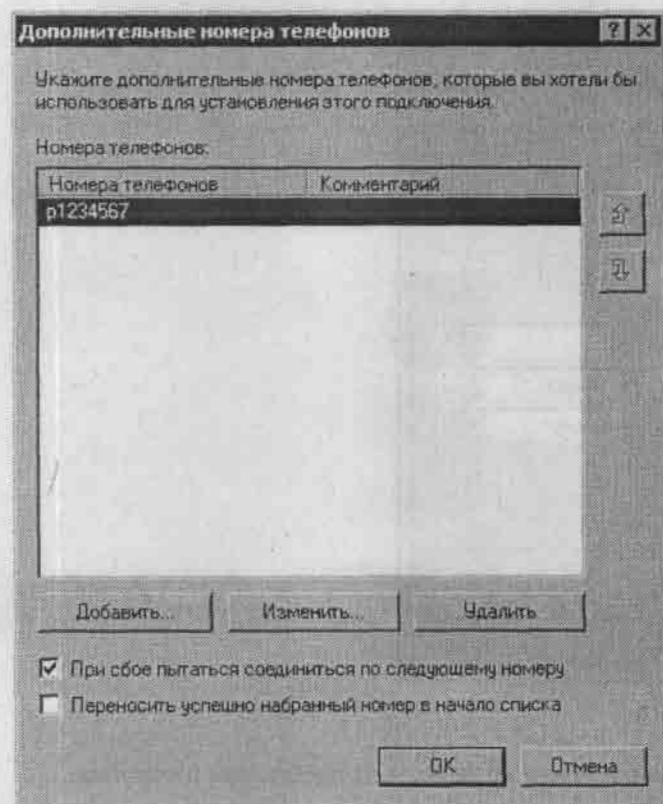 Дополнительные номера телефонов
Укажите дополнительные номера телефонов, которые вы хотели бы
использовать для установления этого подключения.
Номера телефонов:
Номера телефонов Комментарий
p1234567
Добавить... Изменить... Удалить
При сбое пытаться соединиться по следующему номеру
Переносить успешно набранный номер в начало списка
OK Отмена